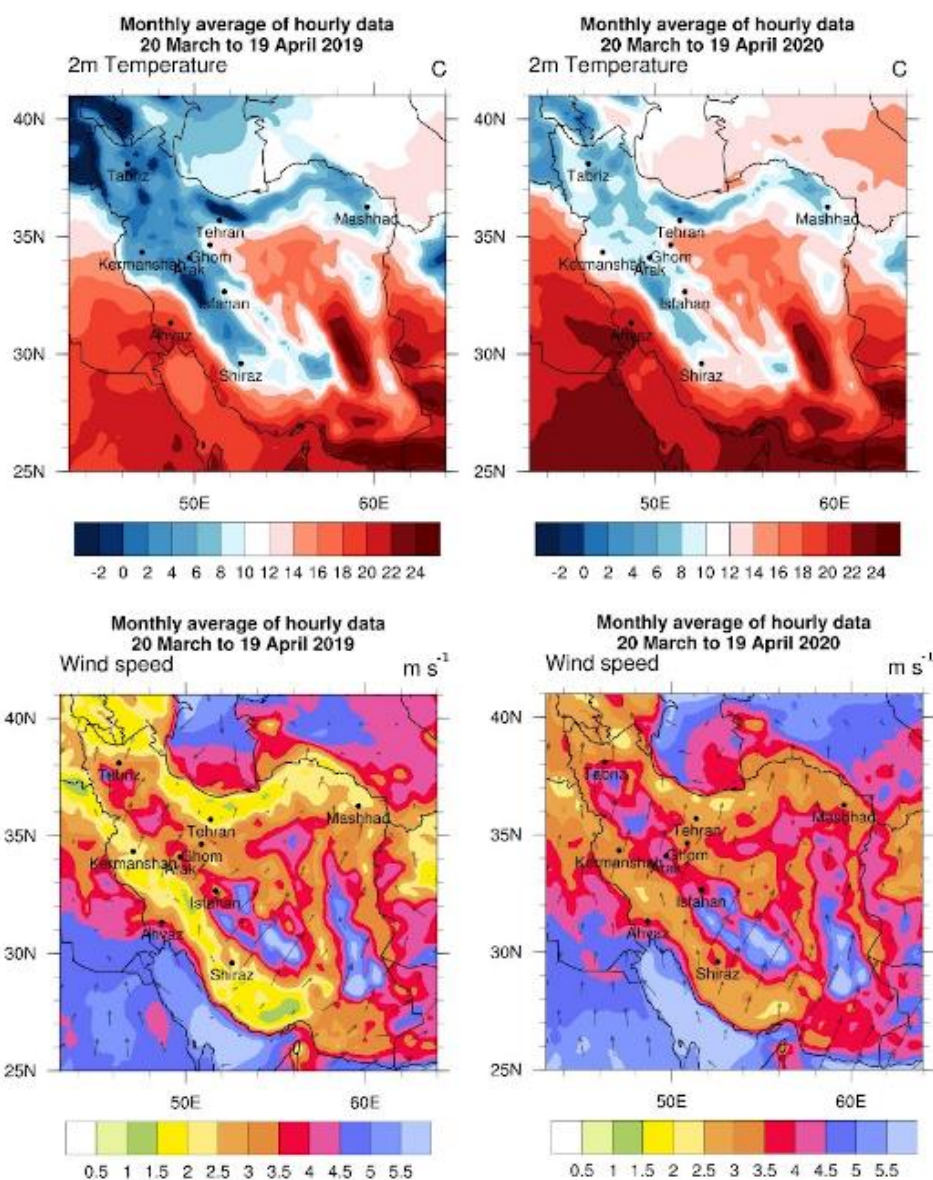 Monthly average of hourly data
20 March to 19 April 2019
2m Temperature C
40N
35N
30N
25N
Tabriz
Tehran
Mashhad
Kermanshah
Ghom
Arak
Isfahan
Ahvaz
Shiraz
50E 60E
-2 0 2 4 6 8 10 12 14 16 18 20 22 24
Monthly average of hourly data
20 March to 19 April 2020
2m Temperature C
40N
35N
30N
25N
Tabriz
Tehran
Mashhad
Kermanshah
Ghom
Arak
Isfahan
Ahvaz
Shiraz
50E 60E
-2 0 2 4 6 8 10 12 14 16 18 20 22 24
Monthly average of hourly data
20 March to 19 April 2019
Wind speed m s⁻¹
40N
35N
30N
25N
Tabriz
Tehran
Mashhad
Kermanshah
Ghom
Arak
Isfahan
Ahvaz
Shiraz
50E 60E
0.5 1 1.5 2 2.5 3 3.5 4 4.5 5 5.5
Monthly average of hourly data
20 March to 19 April 2020
Wind speed m s⁻¹
40N
35N
30N
25N
Tabriz
Tehran
Mashhad
Kermanshah
Ghom
Arak
Isfahan
Ahvaz
Shiraz
50E 60E
0.5 1 1.5 2 2.5 3 3.5 4 4.5 5 5.5